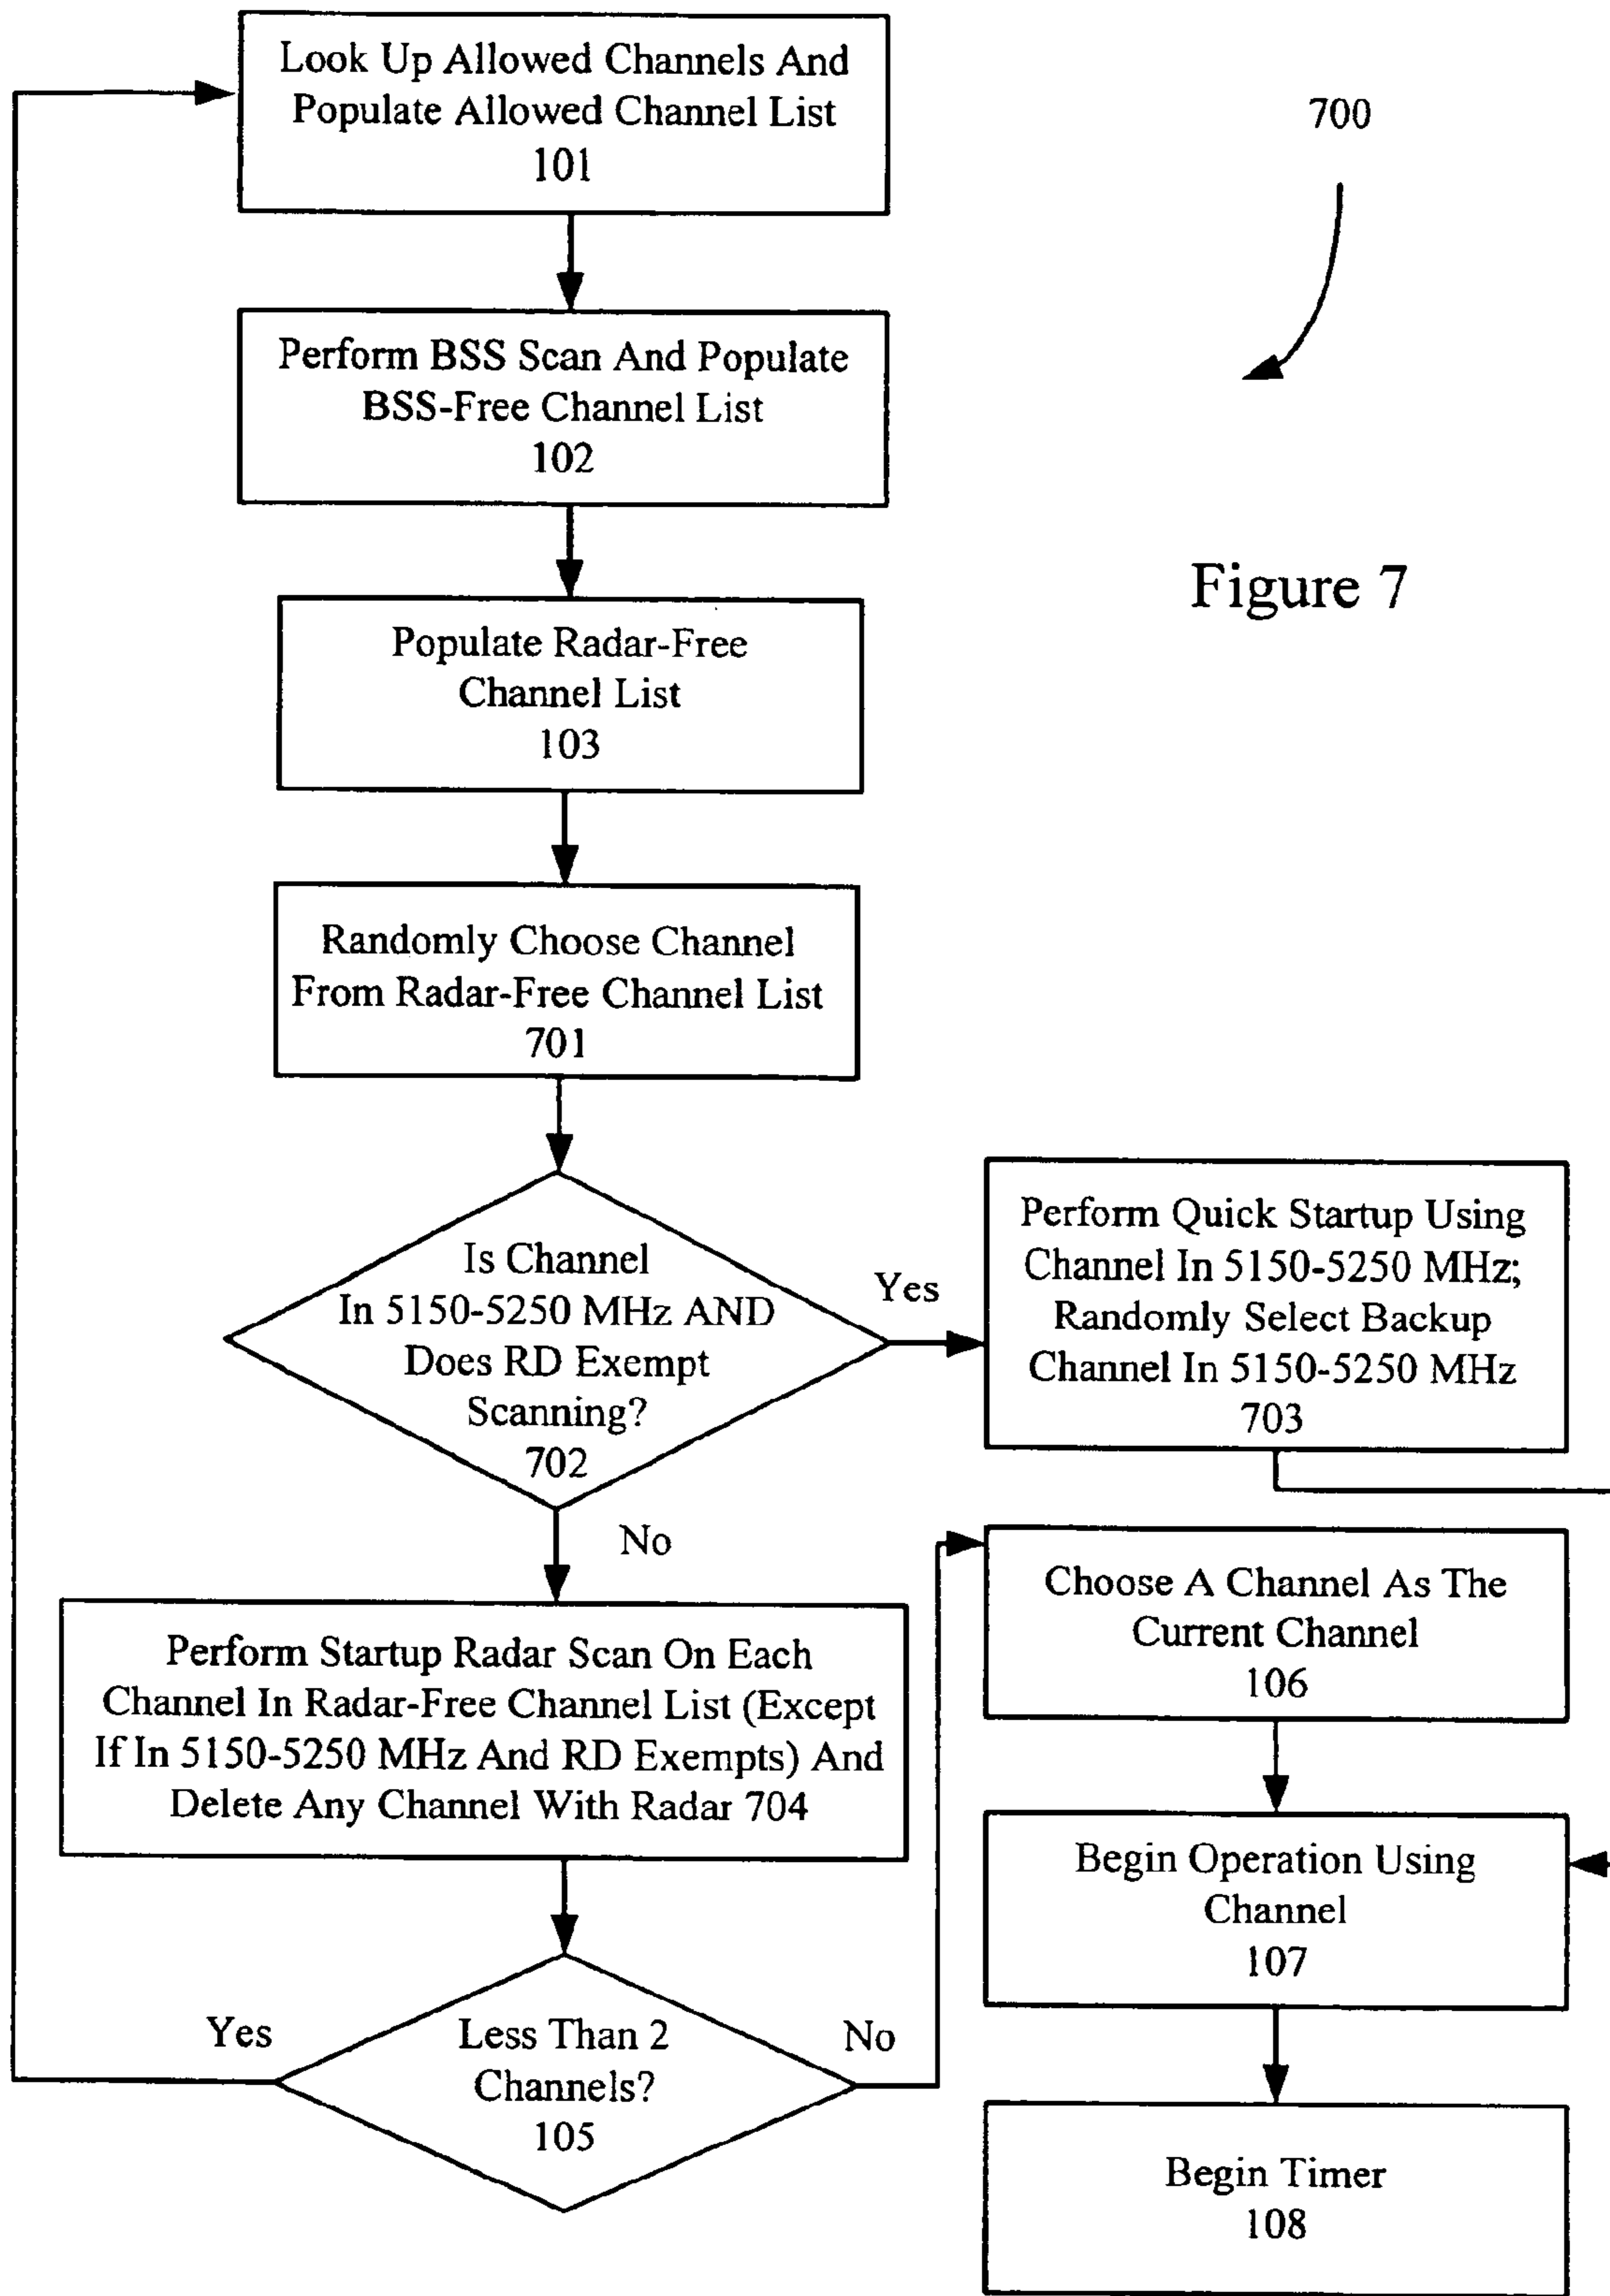 Look Up Allowed Channels And
Populate Allowed Channel List
101
700
Perform BSS Scan And Populate
BSS-Free Channel List
102
Figure 7
Populate Radar-Free
Channel List
103
Randomly Choose Channel
From Radar-Free Channel List
701
Is Channel
In 5150-5250 MHz AND
Does RD Exempt
Scanning?
702
Yes
No
Perform Quick Startup Using
Channel In 5150-5250 MHz;
Randomly Select Backup
Channel In 5150-5250 MHz
703
Perform Startup Radar Scan On Each
Channel In Radar-Free Channel List (Except
If In 5150-5250 MHz And RD Exempts) And
Delete Any Channel With Radar 704
Less Than 2
Channels?
105
Yes
No
Choose A Channel As The
Current Channel
106
Begin Operation Using
Channel
107
Begin Timer
108